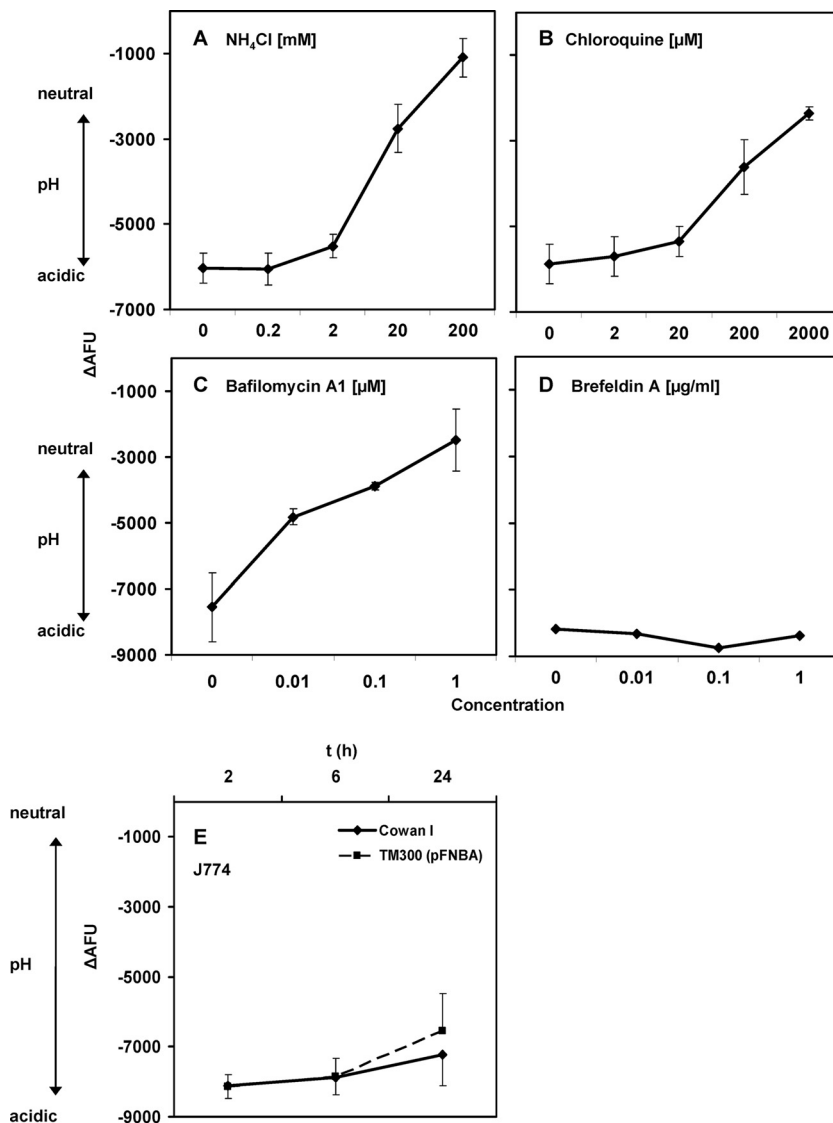 A NH₄Cl [mM]
B Chloroquine [µM]
-1000
-3000
-5000
-7000
neutral
pH
acidic
0 0.2 2 20 200
0 2 20 200 2000
ΔAFU
C Bafilomycin A1 [µM]
D Brefeldin A [µg/ml]
-1000
-3000
-5000
-7000
-9000
neutral
pH
acidic
0 0.01 0.1 1
0 0.01 0.1 1
Concentration
t (h)
2 6 24
neutral
pH
acidic
ΔAFU
-1000
-3000
-5000
-7000
-9000
E
J774
Cowan I
TM300 (pFNBA)